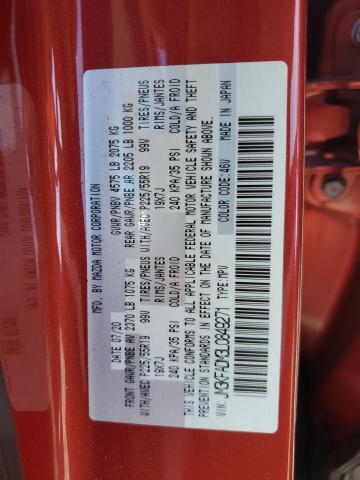 MFD. BY MAZDA MOTOR CORPORATION
DATE: 07/20 GVWR/PNBV 4575 LB 2075 KG
FRONT GAWR/PNBE AV 2370 LB 1075 KG REAR GAWR/PNBE AR 2205 LB 1000 KG
WITH/AVEC P225/55R19 99V TIRES/PNEUS WITH/AVEC P225/55R19 99V TIRES/PNEUS
19X7J RIMS/JANTES 19X7J RIMS/JANTES
240 KPA/35 PSI COLD/A FROID 240 KPA/35 PSI COLD/A FROID
THIS VEHICLE CONFORMS TO ALL APPLICABLE FEDERAL MOTOR VEHICLE SAFETY AND THEFT
PREVENTION STANDARDS IN EFFECT ON THE DATE OF MANUFACTURE SHOWN ABOVE.
VIN: JM3KFADM3L0849271 TYPE:MPV COLOR CODE:46V MADE IN JAPAN